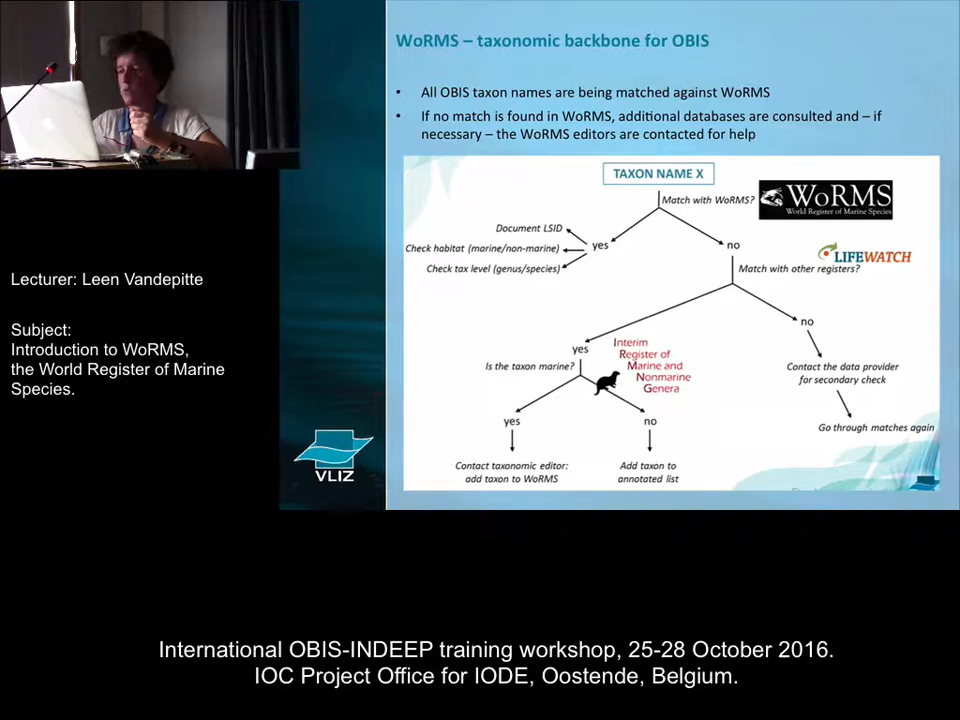 WoRMS – taxonomic backbone for OBIS
• All OBIS taxon names are being matched against WoRMS
• If no match is found in WoRMS, additional databases are consulted and – if
necessary – the WoRMS editors are contacted for help
TAXON NAME X
Match with WoRMS?
WoRMS
World Register of Marine Species
Document LSID
Check habitat (marine/non-marine)
yes
no
Check tax level (genus/species)
LIFEWATCH
Match with other registers?
no
yes
Interim
Register of
Marine and
Nonmarine
Genera
Is the taxon marine?
Contact the data provider
for secondary check
yes
no
Go through matches again
Contact taxonomic editor:
add taxon to WoRMS
Add taxon to
annotated list
Lecturer: Leen Vandepitte
Subject:
Introduction to WoRMS,
the World Register of Marine
Species.
VLIZ
International OBIS-INDEEP training workshop, 25-28 October 2016.
IOC Project Office for IODE, Oostende, Belgium.